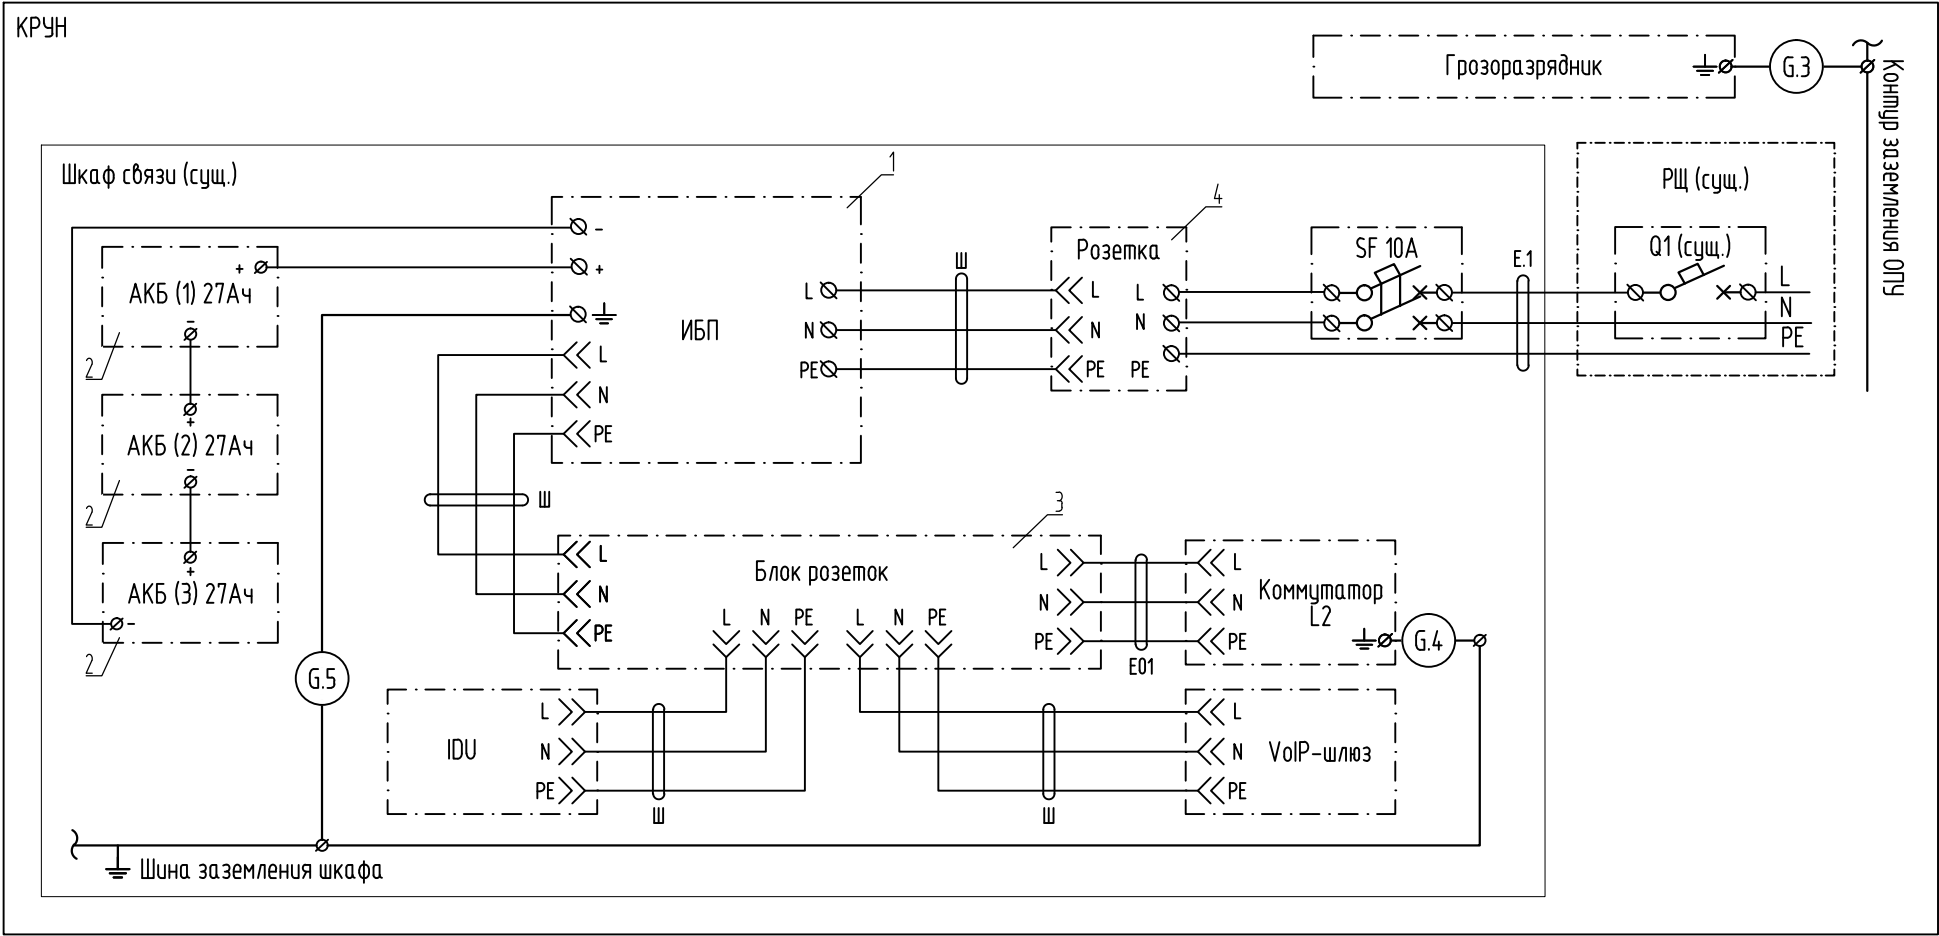 КРУН
Грозоразрядник
G.3
Контур заземления ОПУ
Шкаф связи (сущ.)
1
4
РЩ (сущ.)
-
+
ИБП
L
N
PE
L
N
PE
Ш
Розетка
L
N
PE
L
N
PE
SF 10А
E.1
Q1 (сущ.)
L
N
PE
+
АКБ (1) 27Ач
-
2
+
АКБ (2) 27Ач
-
2
+
АКБ (3) 27Ач
-
2
Ш
3
L
N
PE
Блок розеток
L
N
PE
L
N
PE
L
N
PE
E01
L
N
PE
Коммутатор
L2
G.4
G.5
IDU
L
N
PE
Ш
Ш
L
N
PE
VoIP-шлюз
Шина заземления шкафа